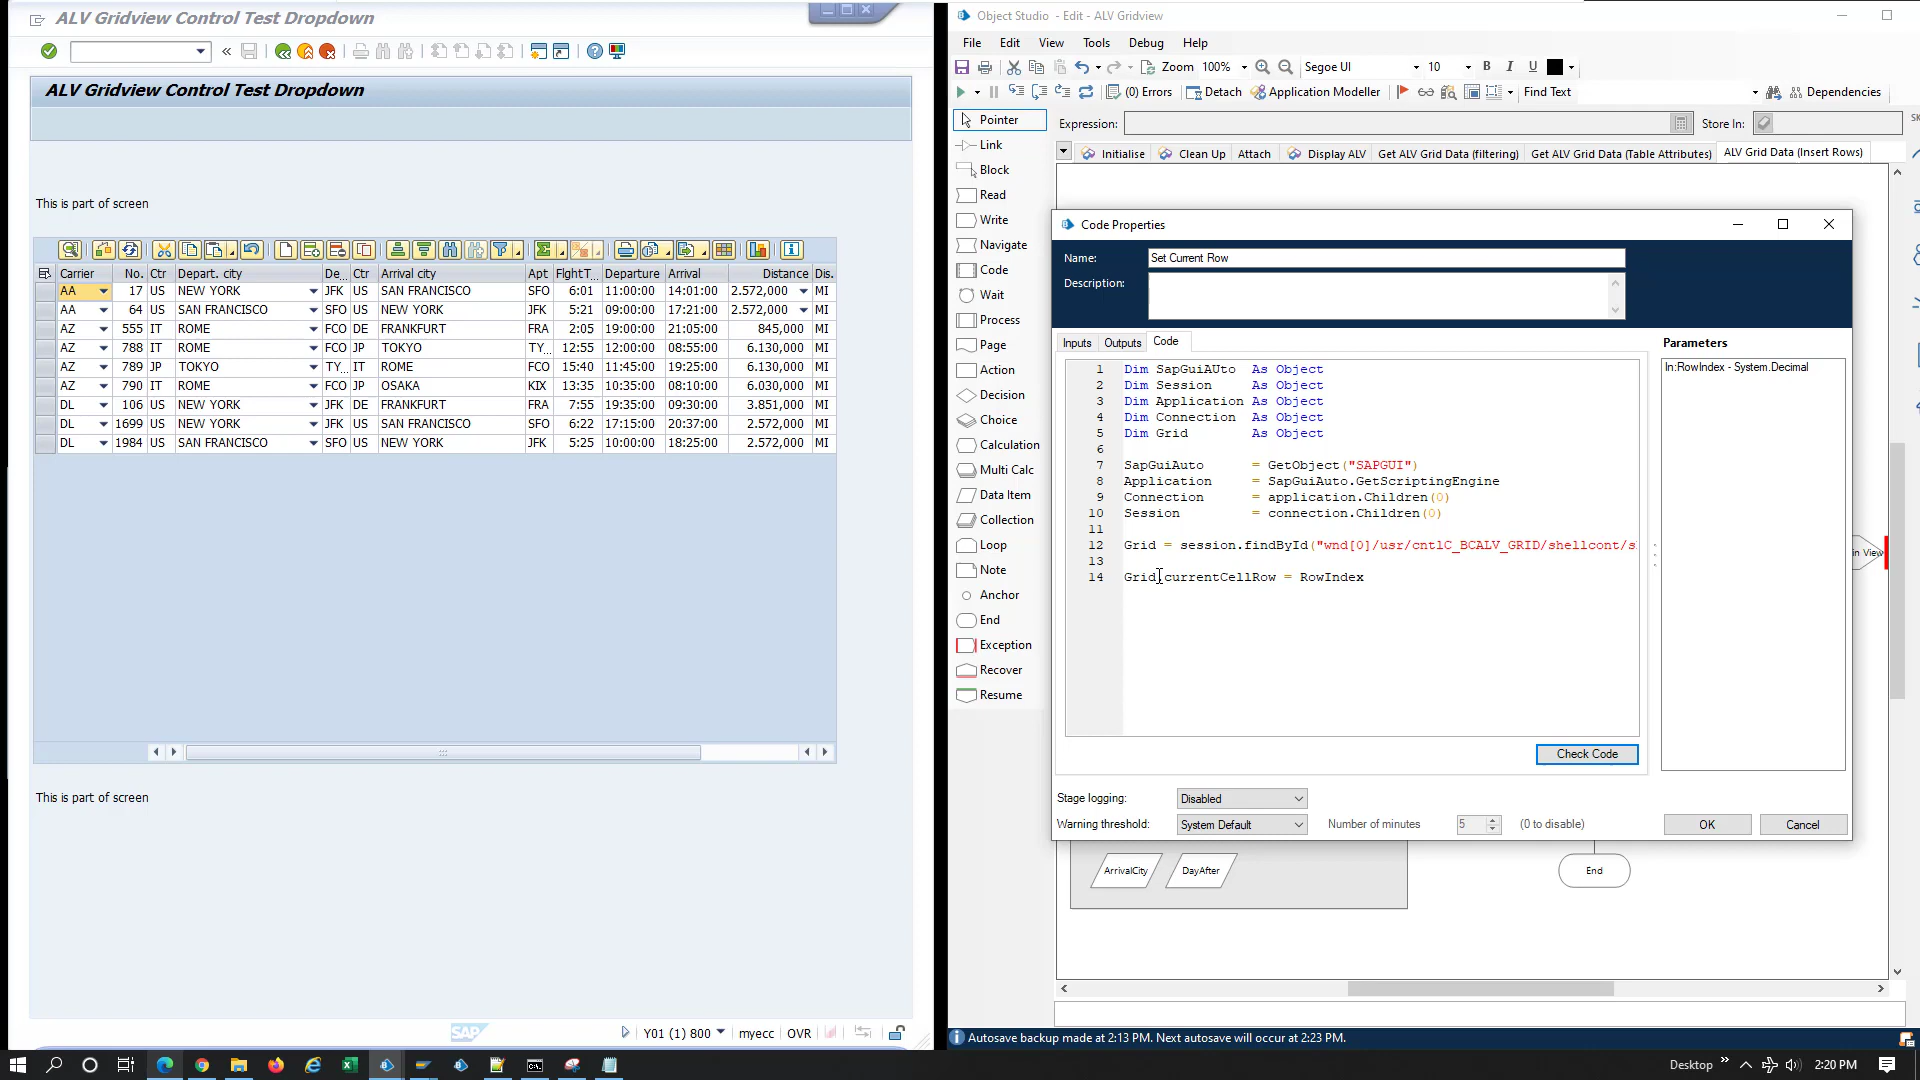 ALV Gridview Control Test Dropdown
ALV Gridview Control Test Dropdown
This is part of screen
Carrier No. Ctr Depart. city De... Ctr Arrival city Apt FlghtT... Departure Arrival Distance Dis.
AA 17 US NEW YORK JFK US SAN FRANCISCO SFO 6:01 11:00:00 14:01:00 2.572,000 MI
AA 64 US SAN FRANCISCO SFO US NEW YORK JFK 5:21 09:00:00 17:21:00 2.572,000 MI
AZ 555 IT ROME FCO DE FRANKFURT FRA 2:05 19:00:00 21:05:00 845,000 MI
AZ 788 IT ROME FCO JP TOKYO TY... 12:55 12:00:00 08:55:00 6.130,000 MI
AZ 789 JP TOKYO TY... IT ROME FCO 15:40 11:45:00 19:25:00 6.130,000 MI
AZ 790 IT ROME FCO JP OSAKA KIX 13:35 10:35:00 08:10:00 6.030,000 MI
DL 106 US NEW YORK JFK DE FRANKFURT FRA 7:55 19:35:00 09:30:00 3.851,000 MI
DL 1699 US NEW YORK JFK US SAN FRANCISCO SFO 6:22 17:15:00 20:37:00 2.572,000 MI
DL 1984 US SAN FRANCISCO SFO US NEW YORK JFK 5:25 10:00:00 18:25:00 2.572,000 MI
This is part of screen
SAP Y01 (1) 800 myecc OVR
Object Studio - Edit - ALV Gridview
File Edit View Tools Debug Help
Zoom 100% Segoe UI 10 B I U
(0) Errors Detach Application Modeller Find Text Dependencies
Pointer
Link
Block
Read
Write
Navigate
Code
Wait
Process
Page
Action
Decision
Choice
Calculation
Multi Calc
Data Item
Collection
Loop
Note
Anchor
End
Exception
Recover
Resume
Expression: Store In:
Initialise Clean Up Attach Display ALV Get ALV Grid Data (filtering) Get ALV Grid Data (Table Attributes) ALV Grid Data (Insert Rows)
Code Properties
Name: Set Current Row
Description:
Inputs Outputs Code Parameters
In:RowIndex - System.Decimal
1 Dim SapGuiAUto As Object
2 Dim Session As Object
3 Dim Application As Object
4 Dim Connection As Object
5 Dim Grid As Object
6
7 SapGuiAuto = GetObject("SAPGUI")
8 Application = SapGuiAuto.GetScriptingEngine
9 Connection = application.Children(0)
10 Session = connection.Children(0)
11
12 Grid = session.findById("wnd[0]/usr/cntlC_BCALV_GRID/shellcont/s
13
14 Grid.currentCellRow = RowIndex
Check Code
Stage logging: Disabled
Warning threshold: System Default Number of minutes 5 (0 to disable)
OK Cancel
in View
ArrivalCity DayAfter End
Autosave backup made at 2:13 PM. Next autosave will occur at 2:23 PM.
Desktop 2:20 PM